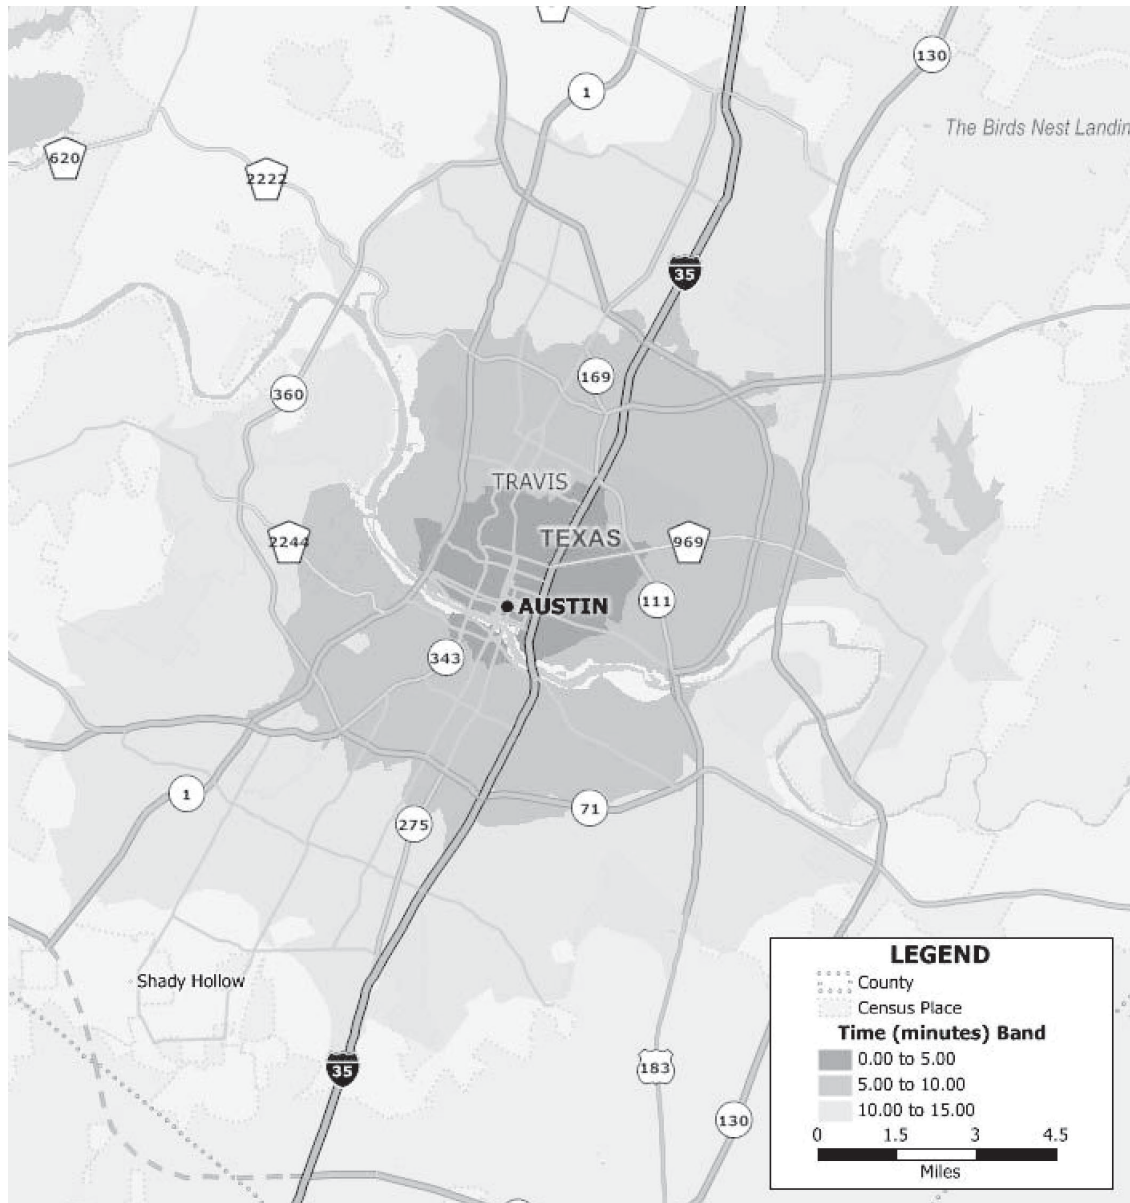 130
1
The Birds Nest Landin
620
2222
35
169
360
TRAVIS
TEXAS
2244
969
AUSTIN
111
343
1
71
275
LEGEND
County
Census Place
Time (minutes) Band
0.00 to 5.00
5.00 to 10.00
10.00 to 15.00
0 1.5 3 4.5
Miles
Shady Hollow
35
183
130